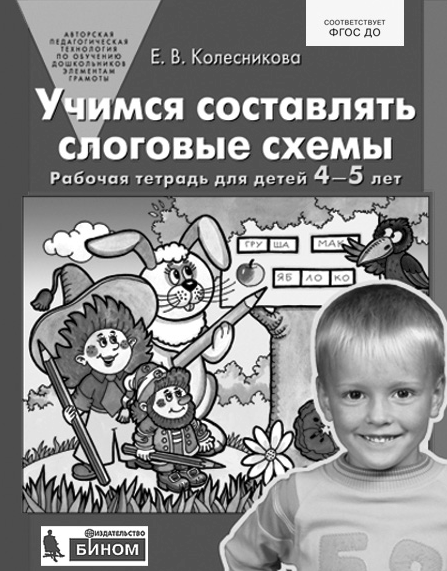 АВТОРСКАЯ
ПЕДАГОГИЧЕСКАЯ
ТЕХНОЛОГИЯ
ПО ОБУЧЕНИЮ
ДОШКОЛЬНИКОВ
ЭЛЕМЕНТАМ
ГРАМОТЫ
СООТВЕТСТВУЕТ
ФГОС ДО
Е. В. Колесникова
Учимся составлять
слоговые схемы
Рабочая тетрадь для детей 4–5 лет
ГРУ ША МАК
ЯБ ЛО КО
ИЗДАТЕЛЬСТВО
БИНОМ